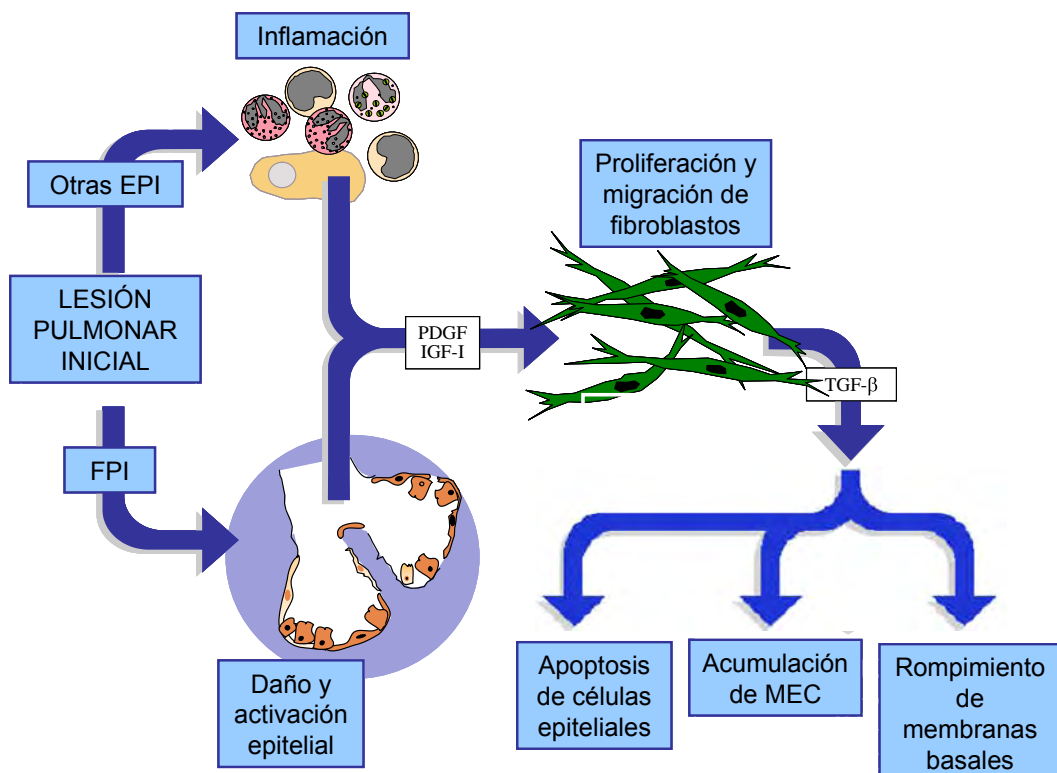 Inflamación
Otras EPI
LESIÓN
PULMONAR
INICIAL
FPI
Daño y
activación
epitelial
PDGF
IGF-I
Proliferación y
migración de
fibroblastos
TGF-β
Apoptosis
de células
epiteliales
Acumulación
de MEC
Rompimiento
de
membranas
basales